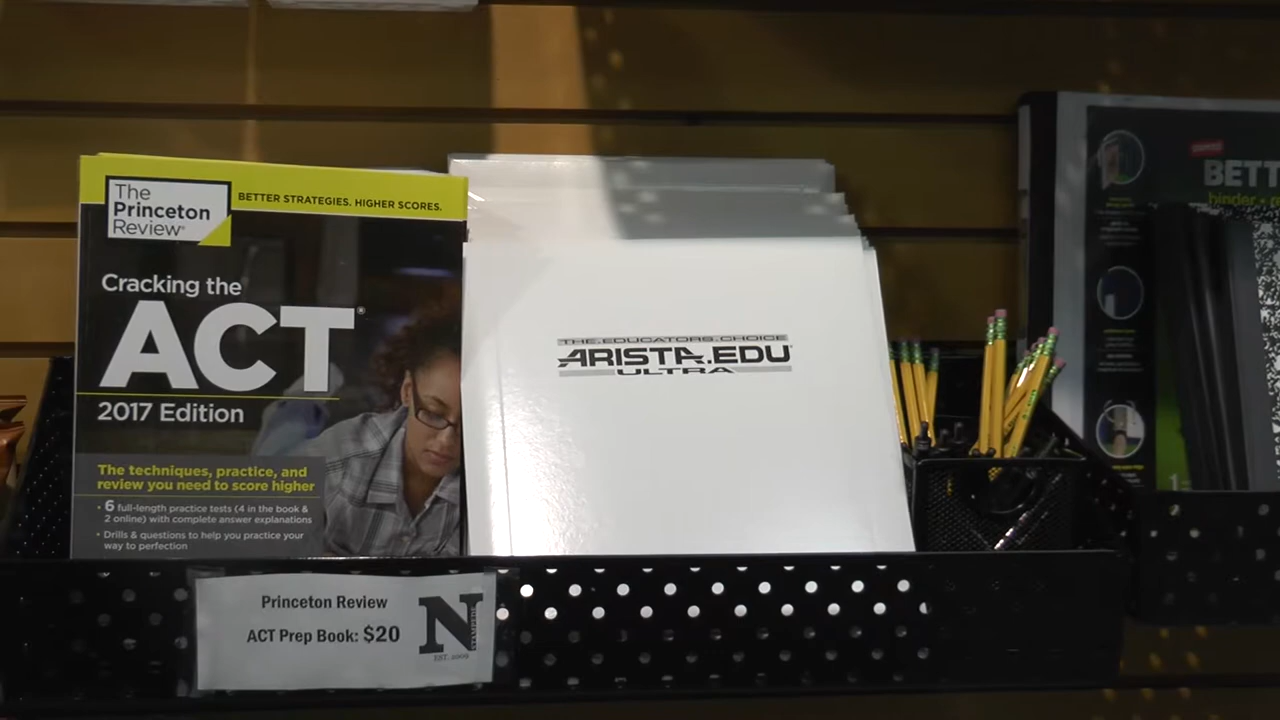 The
Princeton
Review®
BETTER STRATEGIES. HIGHER SCORES.
Cracking the
ACT®
2017 Edition
The techniques, practice, and
review you need to score higher
• 6 full-length practice tests (4 in the book &
2 online) with complete answer explanations
• Drills & questions to help you practice your
way to perfection
THE.EDUCATORS.CHOICE
ARISTA.EDU
ULTRA
BETT
binder
1
Princeton Review
ACT Prep Book: $20
N
EST. 2009